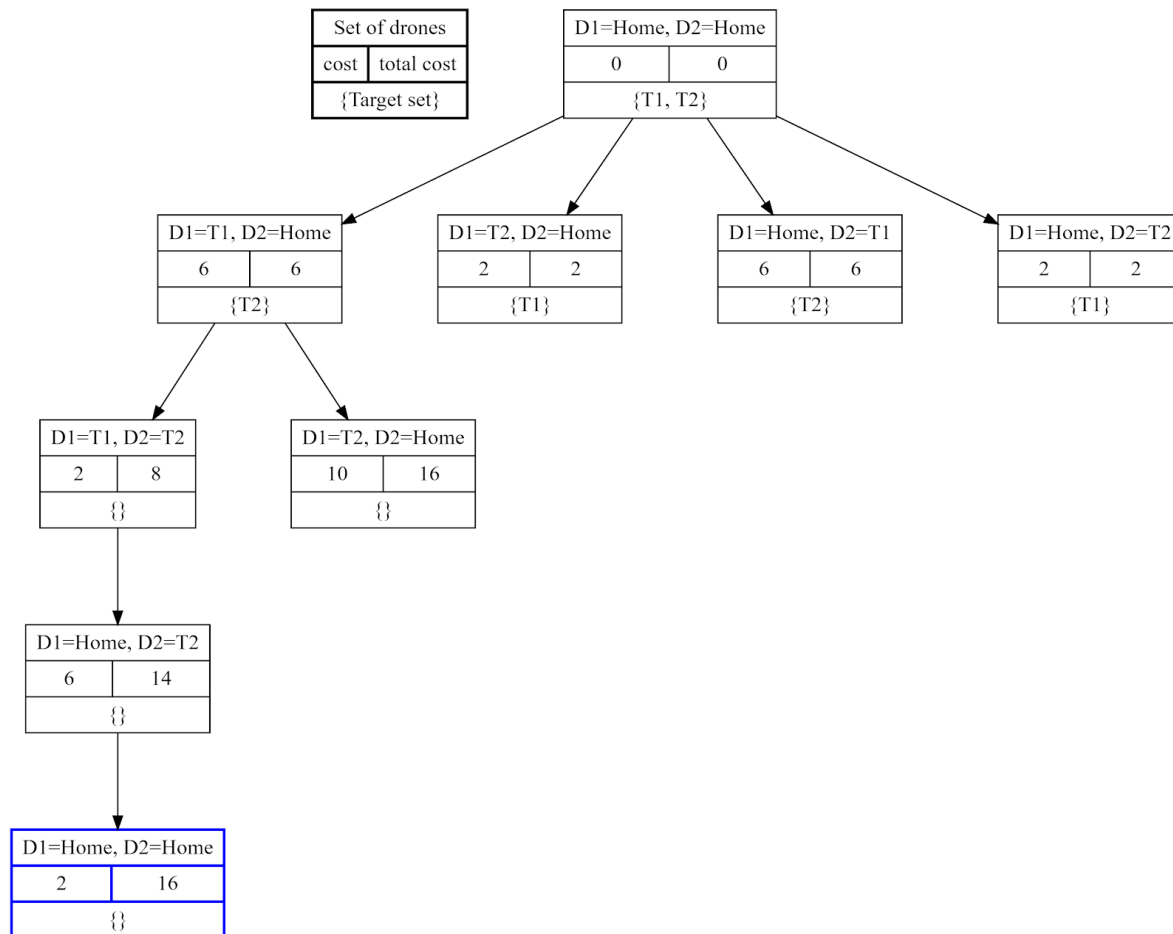 Set of drones
cost total cost
{Target set}
D1=Home, D2=Home
0 0
{T1, T2}
D1=T1, D2=Home
6 6
{T2}
D1=T2, D2=Home
2 2
{T1}
D1=Home, D2=T1
6 6
{T2}
D1=Home, D2=T2
2 2
{T1}
D1=T1, D2=T2
2 8
{}
D1=T2, D2=Home
10 16
{}
D1=Home, D2=T2
6 14
{}
D1=Home, D2=Home
2 16
{}